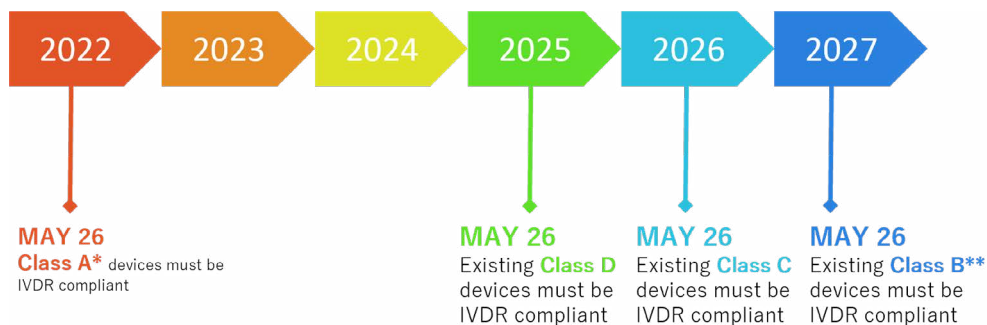 2022 2023 2024 2025 2026 2027
MAY 26
Class A* devices must be
IVDR compliant
MAY 26
Existing Class D
devices must be
IVDR compliant
MAY 26
Existing Class C
devices must be
IVDR compliant
MAY 26
Existing Class B**
devices must be
IVDR compliant